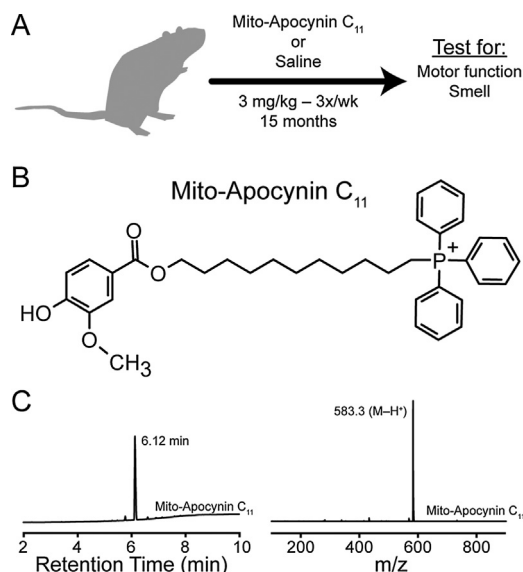 A
Mito-Apocynin C₁₁
or
Saline
3 mg/kg – 3x/wk
15 months
Test for:
Motor function
Smell
B
Mito-Apocynin C₁₁
O
O
HO
O
CH₃
P⁺
C
6.12 min
Mito-Apocynin C₁₁
2 4 6 8 10
Retention Time (min)
583.3 (M–H⁺)
Mito-Apocynin C₁₁
200 400 600 800
m/z